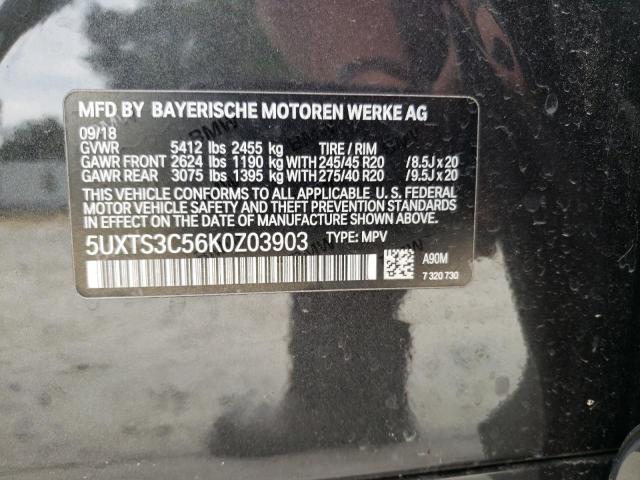 MFD BY BAYERISCHE MOTOREN WERKE AG
09/18
GVWR 5412 lbs 2455 kg TIRE / RIM
GAWR FRONT 2624 lbs 1190 kg WITH 245/45 R20 /8.5J x 20
GAWR REAR 3075 lbs 1395 kg WITH 275/40 R20 /9.5J x 20
THIS VEHICLE CONFORMS TO ALL APPLICABLE U. S. FEDERAL
MOTOR VEHICLE SAFETY AND THEFT PREVENTION STANDARDS
IN EFFECT ON THE DATE OF MANUFACTURE SHOWN ABOVE.
5UXTS3C56K0Z03903 TYPE: MPV
A90M
7 320 730